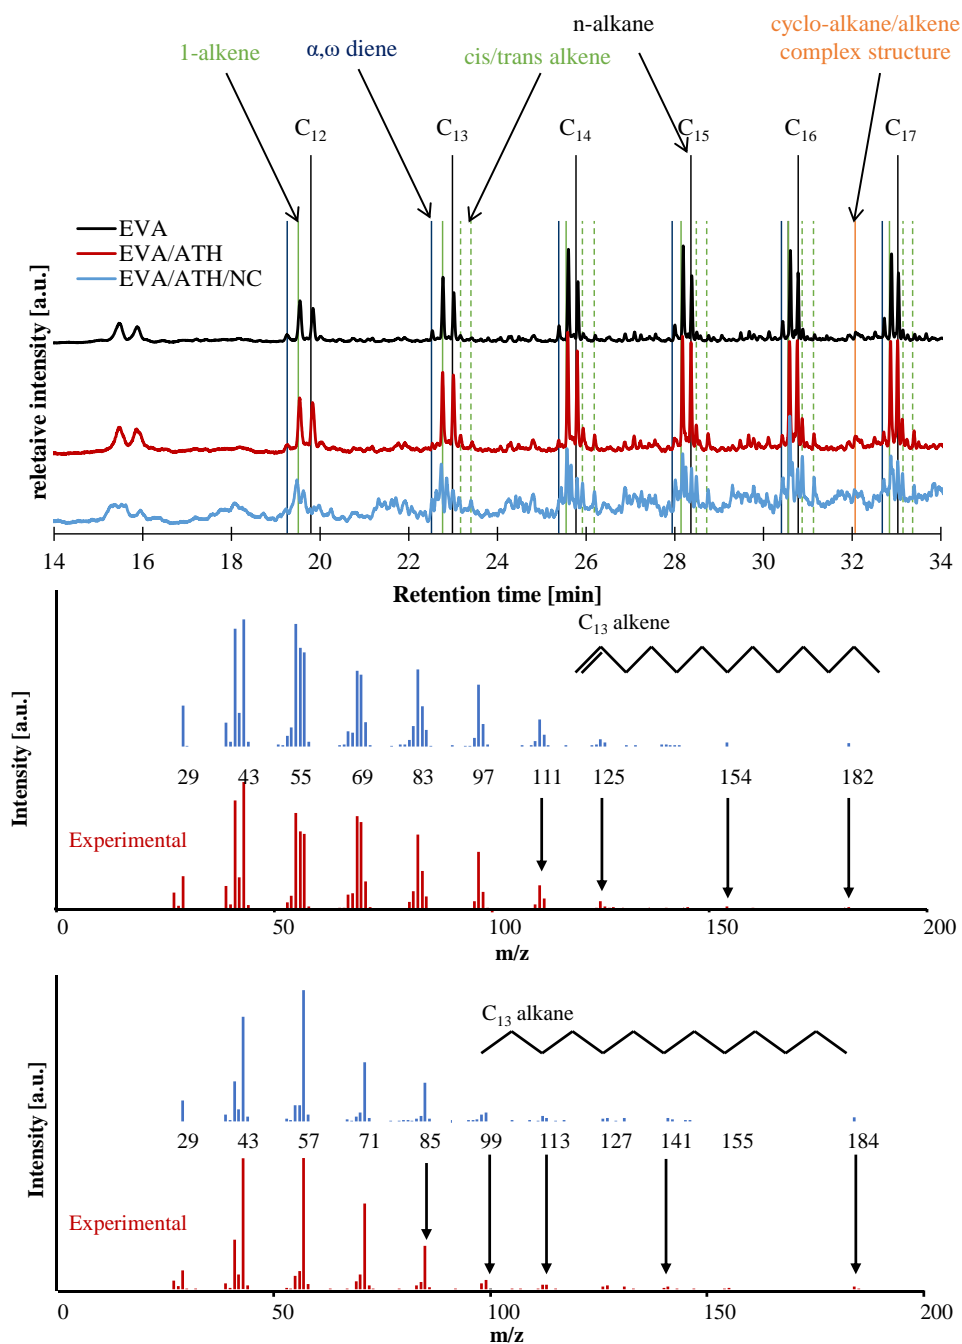 n-alkane
cyclo-alkane/alkene
complex structure
1-alkene
α,ω diene
cis/trans alkene
C12
C13
C14
C15
C16
C17
EVA
EVA/ATH
EVA/ATH/NC
reletaive intensity [a.u.]
14 16 18 20 22 24 26 28 30 32 34
Retention time [min]
C13 alkene
Intensity [a.u.]
29 43 55 69 83 97 111 125 154 182
Experimental
0 50 100 150 200
m/z
C13 alkane
Intensity [a.u.]
29 43 57 71 85 99 113 127 141 155 184
Experimental
0 50 100 150 200
m/z